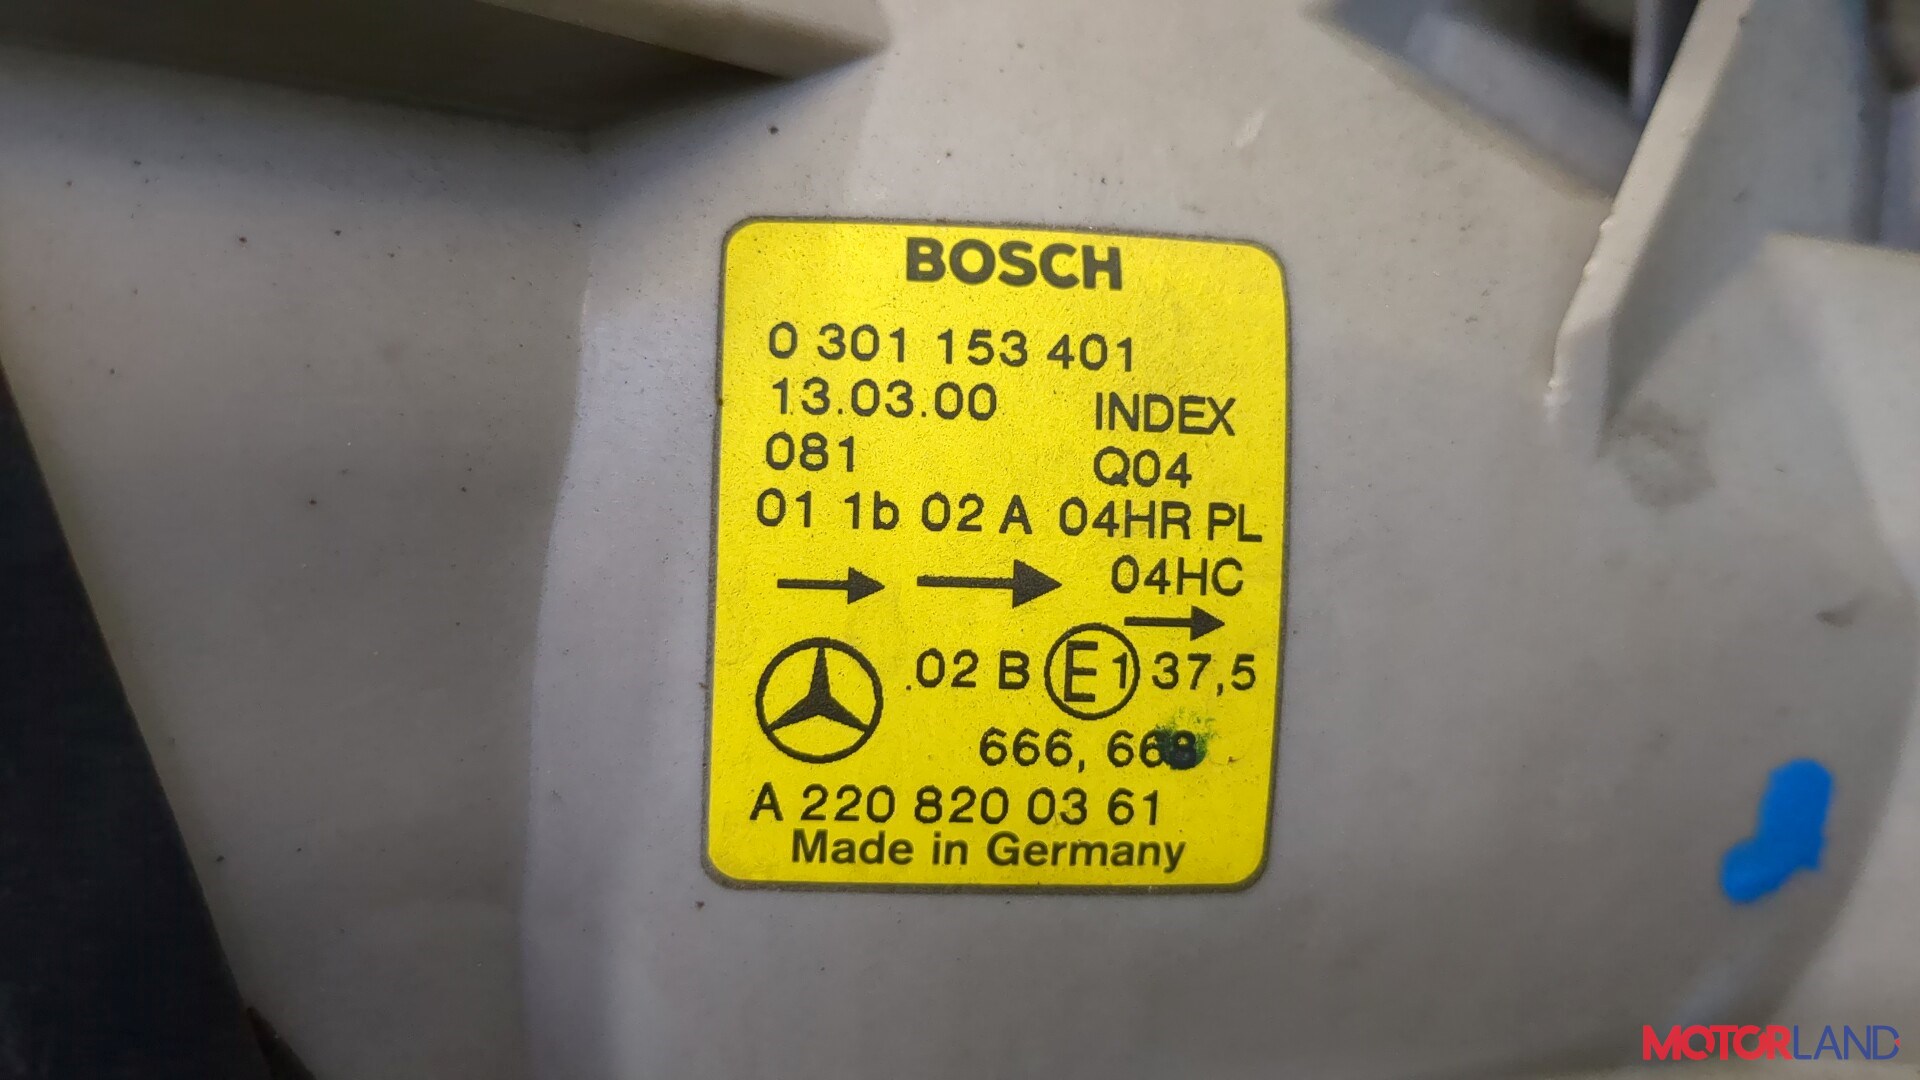 BOSCH
0 301 153 401
13.03.00 INDEX
081 Q04
01 1b 02 A 04HR PL
04HC
.02 B E1 37,5
666, 668
A 220 820 03 61
Made in Germany
MOTORLAND